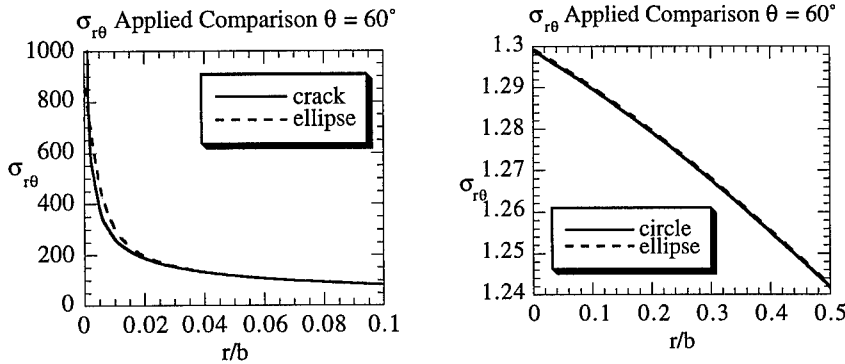 σrθ Applied Comparison θ = 60°
1000
800
600
σrθ
400
200
0
0 0.02 0.04 0.06 0.08 0.1
r/b
crack
ellipse
σrθ Applied Comparison θ = 60°
1.3
1.29
1.28
1.27
σrθ
1.26
1.25
1.24
0 0.1 0.2 0.3 0.4 0.5
r/b
circle
ellipse